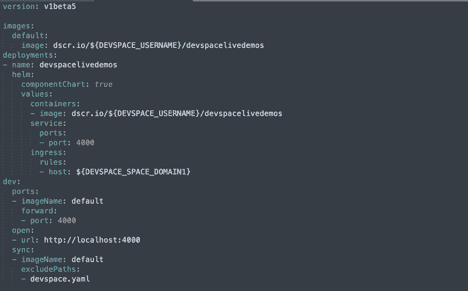 version: v1beta5
images:
default:
image: dscr.io/${DEVSPACE_USERNAME}/devspacelivedemos
deployments:
- name: devspacelivedemos
helm:
componentChart: true
values:
containers:
- image: dscr.io/${DEVSPACE_USERNAME}/devspacelivedemos
service:
ports:
- port: 4000
ingress:
rules:
- host: ${DEVSPACE_SPACE_DOMAIN1}
dev:
ports:
- imageName: default
forward:
- port: 4000
open:
- url: http://localhost:4000
sync:
- imageName: default
excludePaths:
- devspace.yaml